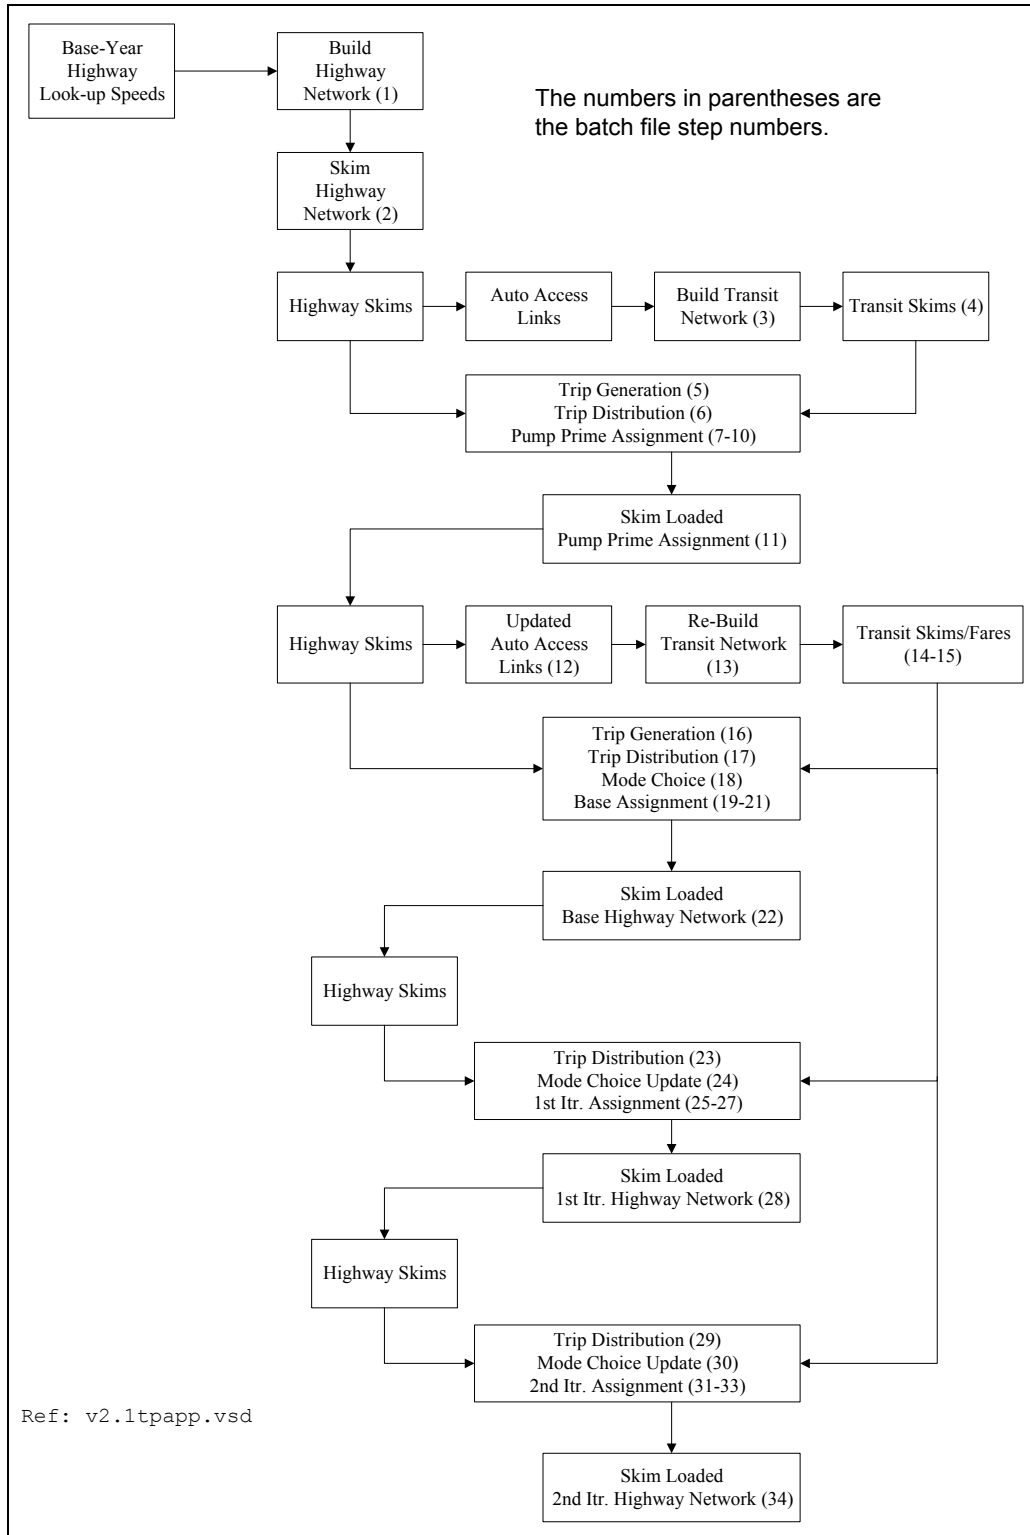 Base-Year
Highway
Look-up Speeds
Build
Highway
Network (1)
The numbers in parentheses are
the batch file step numbers.
Skim
Highway
Network (2)
Highway Skims
Auto Access
Links
Build Transit
Network (3)
Transit Skims (4)
Trip Generation (5)
Trip Distribution (6)
Pump Prime Assignment (7-10)
Skim Loaded
Pump Prime Assignment (11)
Highway Skims
Updated
Auto Access
Links (12)
Re-Build
Transit Network
(13)
Transit Skims/Fares
(14-15)
Trip Generation (16)
Trip Distribution (17)
Mode Choice (18)
Base Assignment (19-21)
Skim Loaded
Base Highway Network (22)
Highway Skims
Trip Distribution (23)
Mode Choice Update (24)
1st Itr. Assignment (25-27)
Skim Loaded
1st Itr. Highway Network (28)
Highway Skims
Trip Distribution (29)
Mode Choice Update (30)
2nd Itr. Assignment (31-33)
Ref: v2.1tpapp.vsd
Skim Loaded
2nd Itr. Highway Network (34)